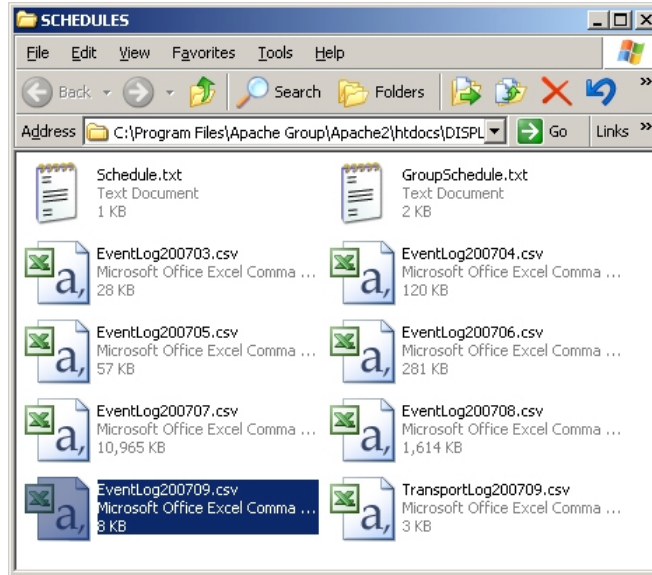 SCHEDULES
File Edit View Favorites Tools Help
Back Search Folders »
Address C:\Program Files\Apache Group\Apache2\htdocs\DISPL Go Links »
Schedule.txt
Text Document
1 KB
GroupSchedule.txt
Text Document
2 KB
EventLog200703.csv
Microsoft Office Excel Comma ...
28 KB
EventLog200704.csv
Microsoft Office Excel Comma ...
120 KB
EventLog200705.csv
Microsoft Office Excel Comma ...
57 KB
EventLog200706.csv
Microsoft Office Excel Comma ...
281 KB
EventLog200707.csv
Microsoft Office Excel Comma ...
10,965 KB
EventLog200708.csv
Microsoft Office Excel Comma ...
1,614 KB
EventLog200709.csv
Microsoft Office Excel Comma ...
8 KB
TransportLog200709.csv
Microsoft Office Excel Comma ...
3 KB